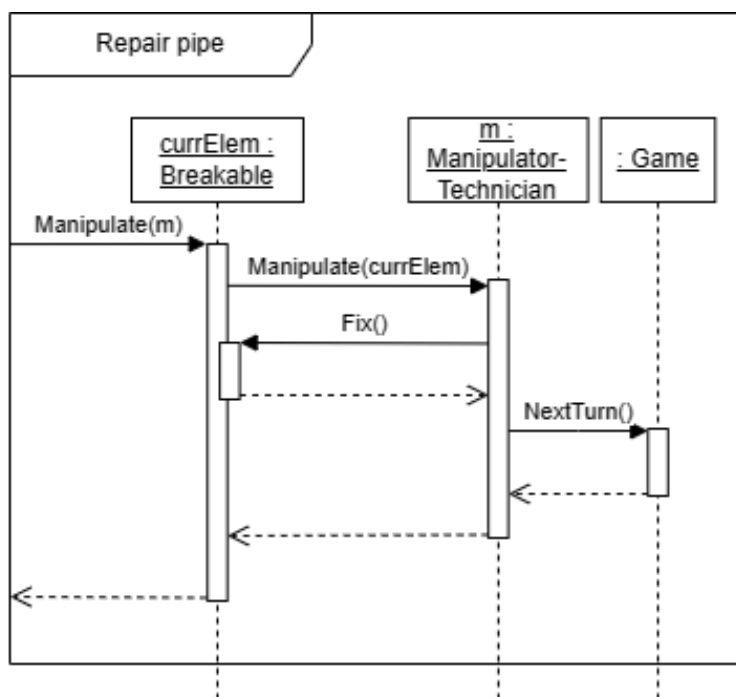 Repair pipe
currElem :
Breakable
m :
Manipulator-
Technician
: Game
Manipulate(m)
Manipulate(currElem)
Fix()
NextTurn()